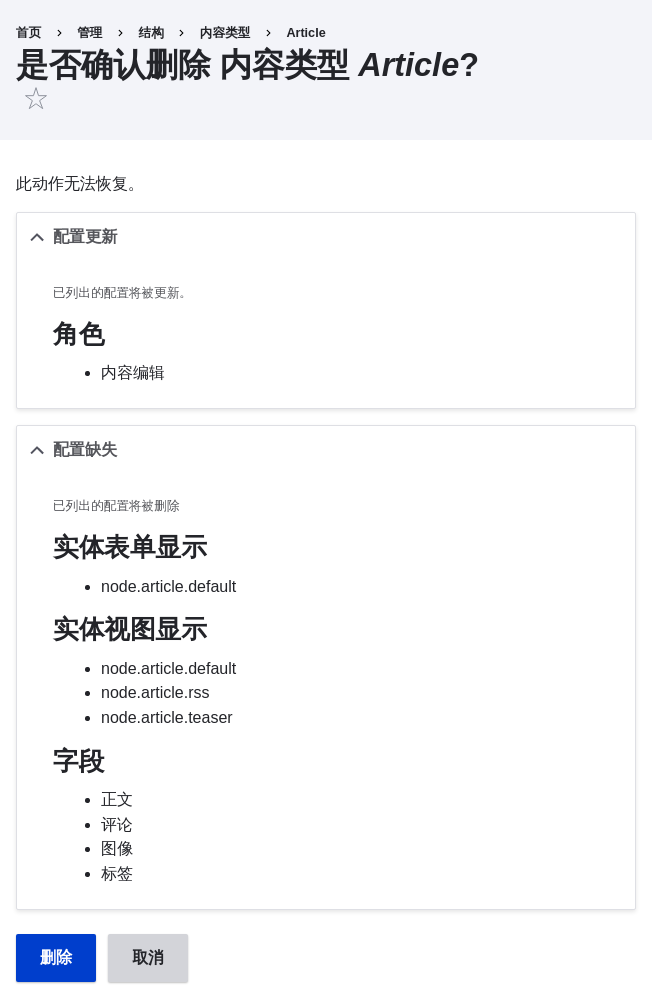 首页 管理 结构 内容类型 Article
是否确认删除 内容类型 Article?
此动作无法恢复。
配置更新
已列出的配置将被更新。
角色
内容编辑
配置缺失
已列出的配置将被删除
实体表单显示
node.article.default
实体视图显示
node.article.default
node.article.rss
node.article.teaser
字段
正文
评论
图像
标签
删除 取消